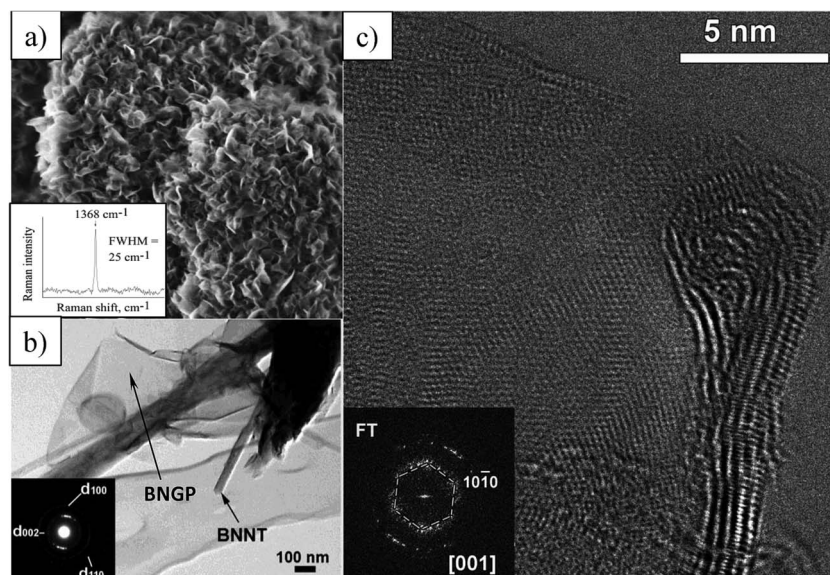 a)
1368 cm-1
FWHM =
25 cm-1
Raman intensity
Raman shift, cm-1
b)
BNGP
BNNT
d100
d002
d110
100 nm
c)
5 nm
FT
101̅0
[001]